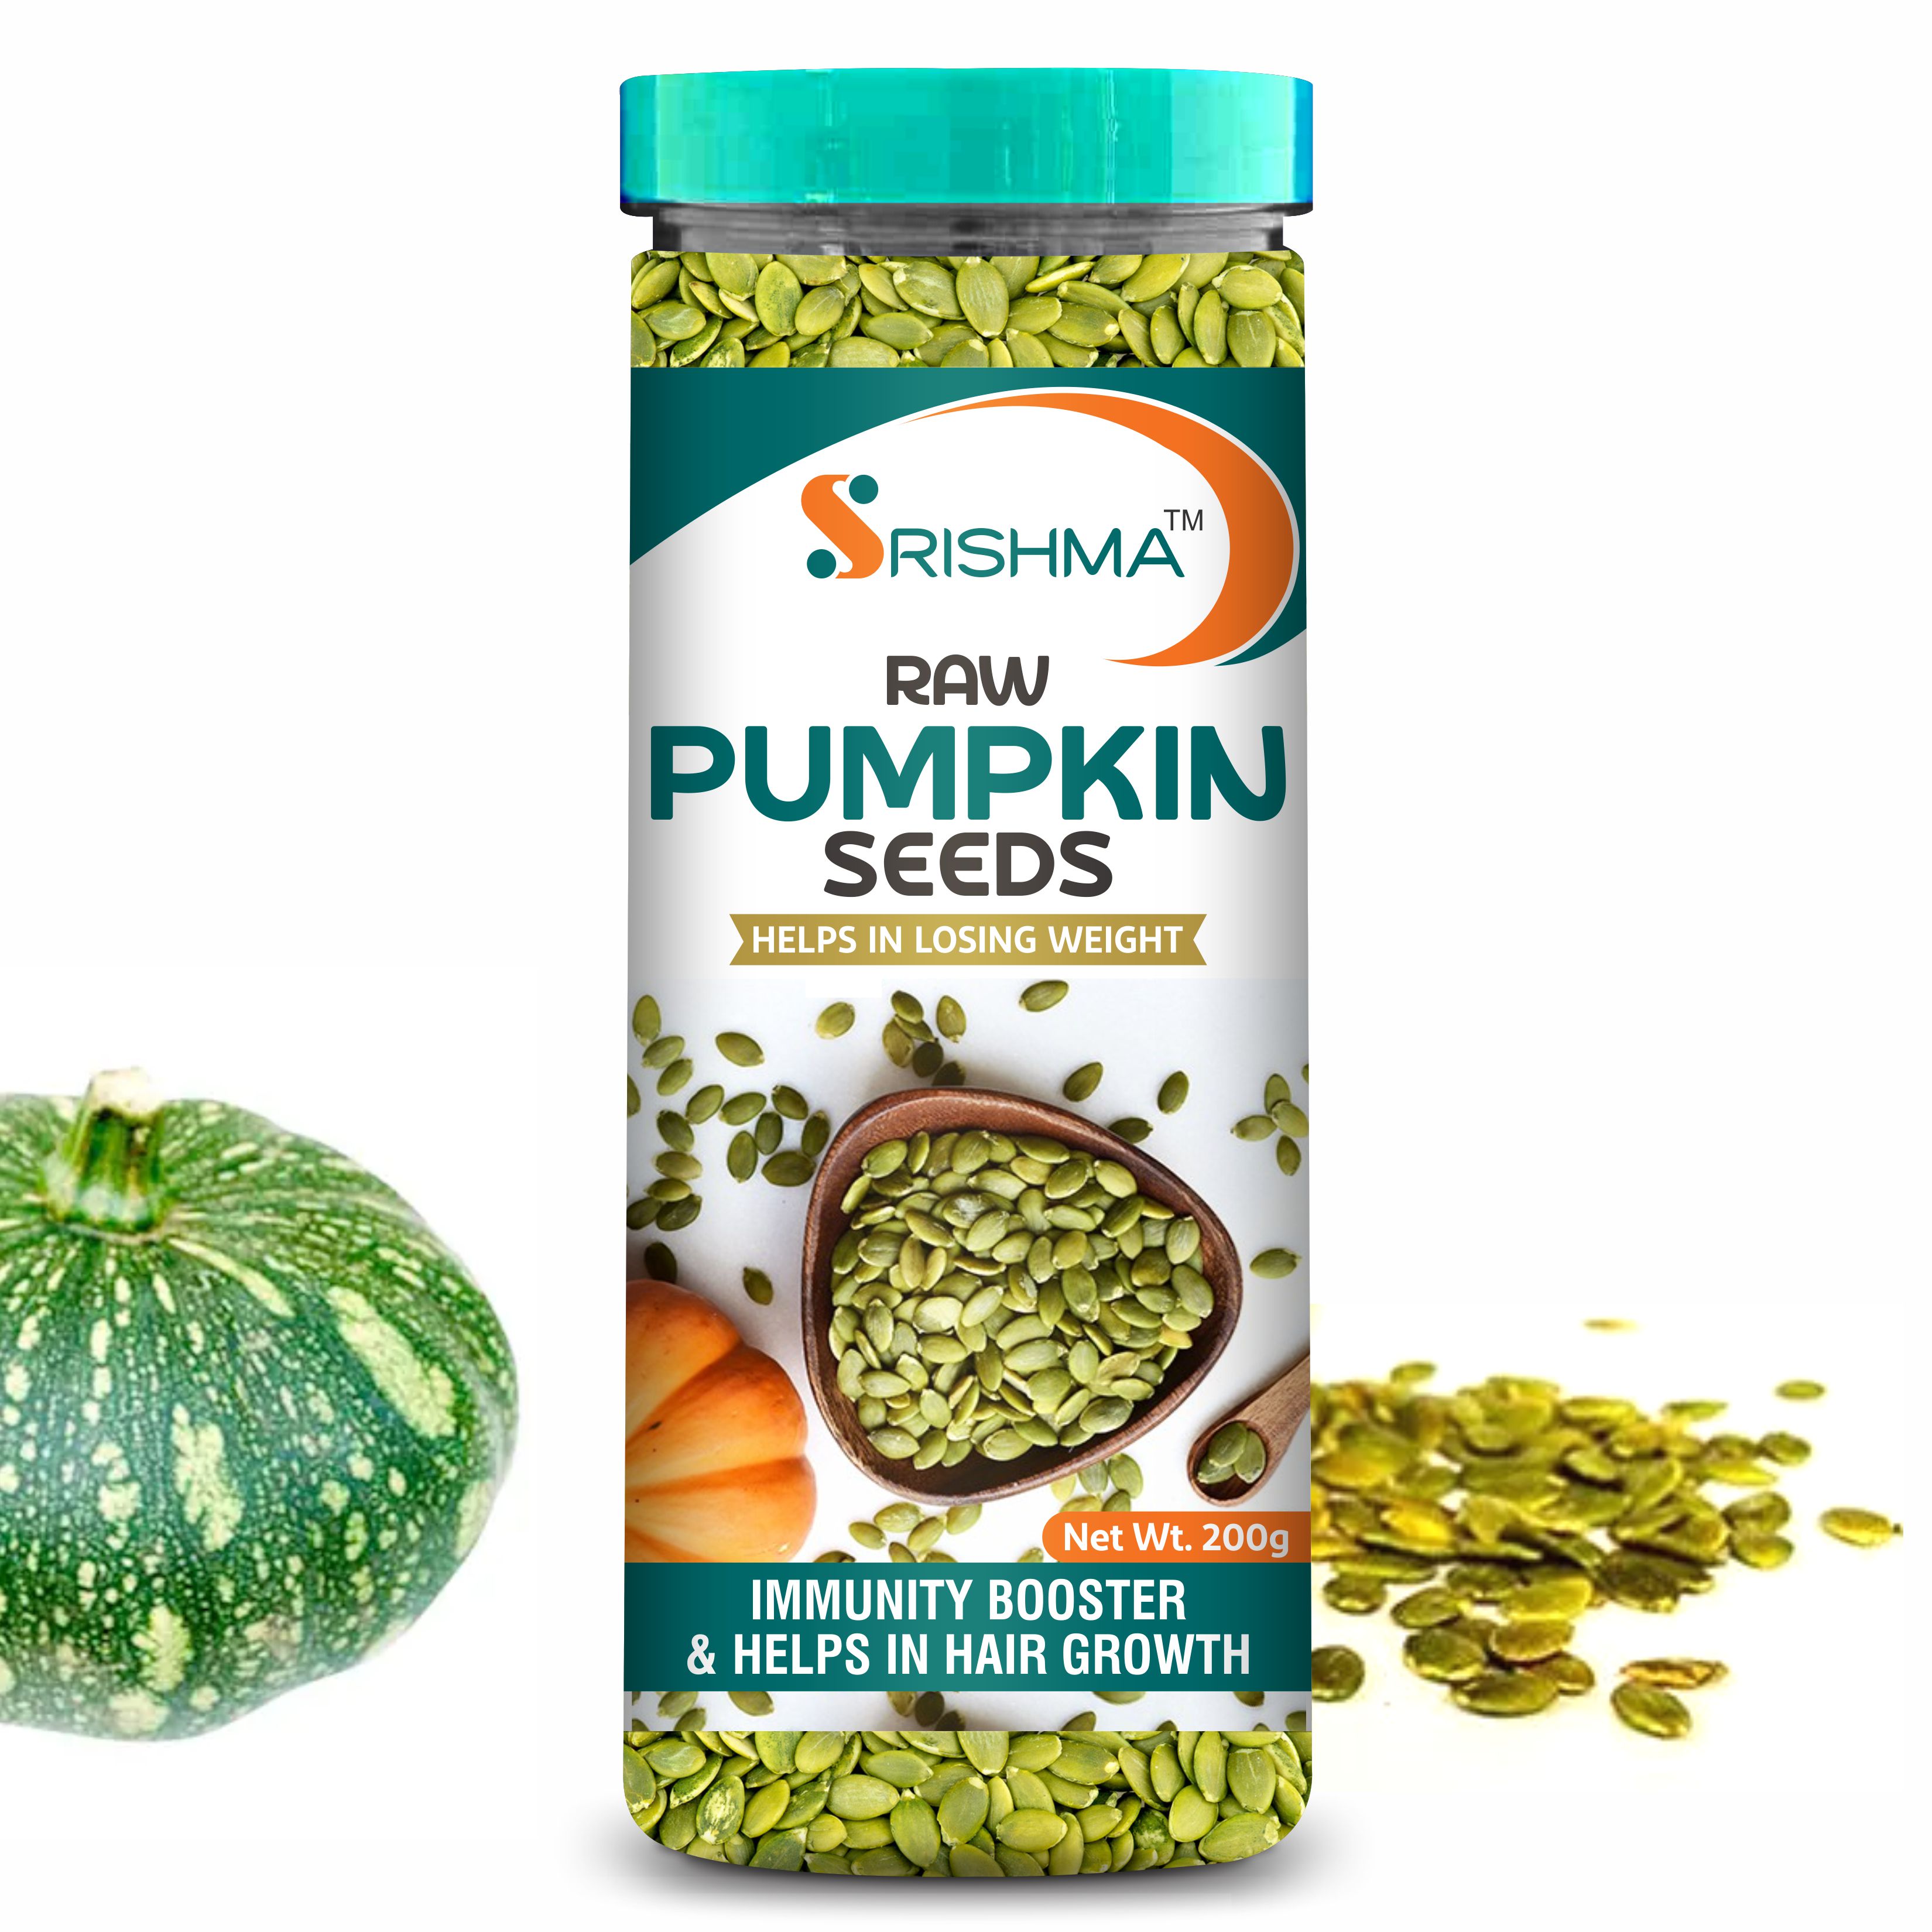 SRISHMA™
RAW
PUMPKIN
SEEDS
HELPS IN LOSING WEIGHT
Net Wt. 200g
IMMUNITY BOOSTER
& HELPS IN HAIR GROWTH